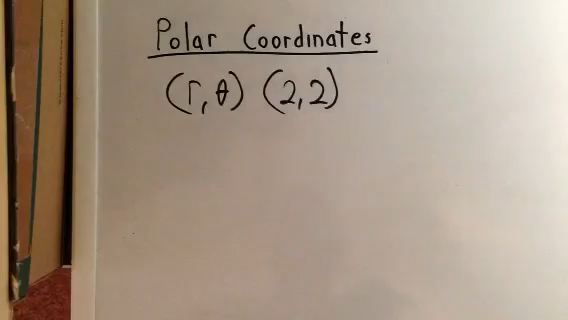 Polar Coordinates
(r, θ) (2,2)